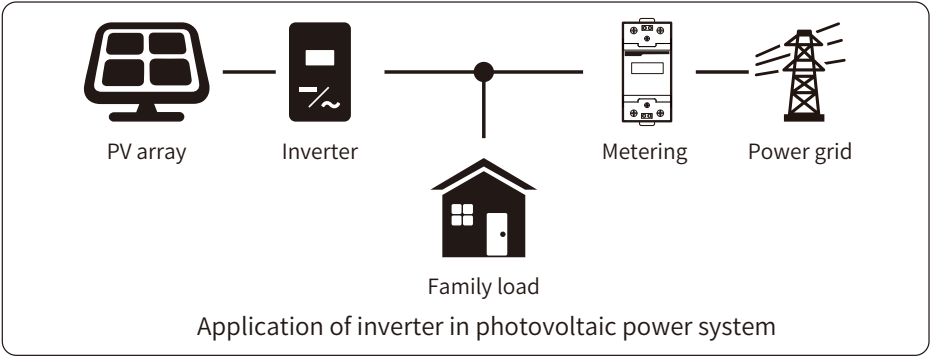 PV array
Inverter
Metering
Power grid
Family load
Application of inverter in photovoltaic power system